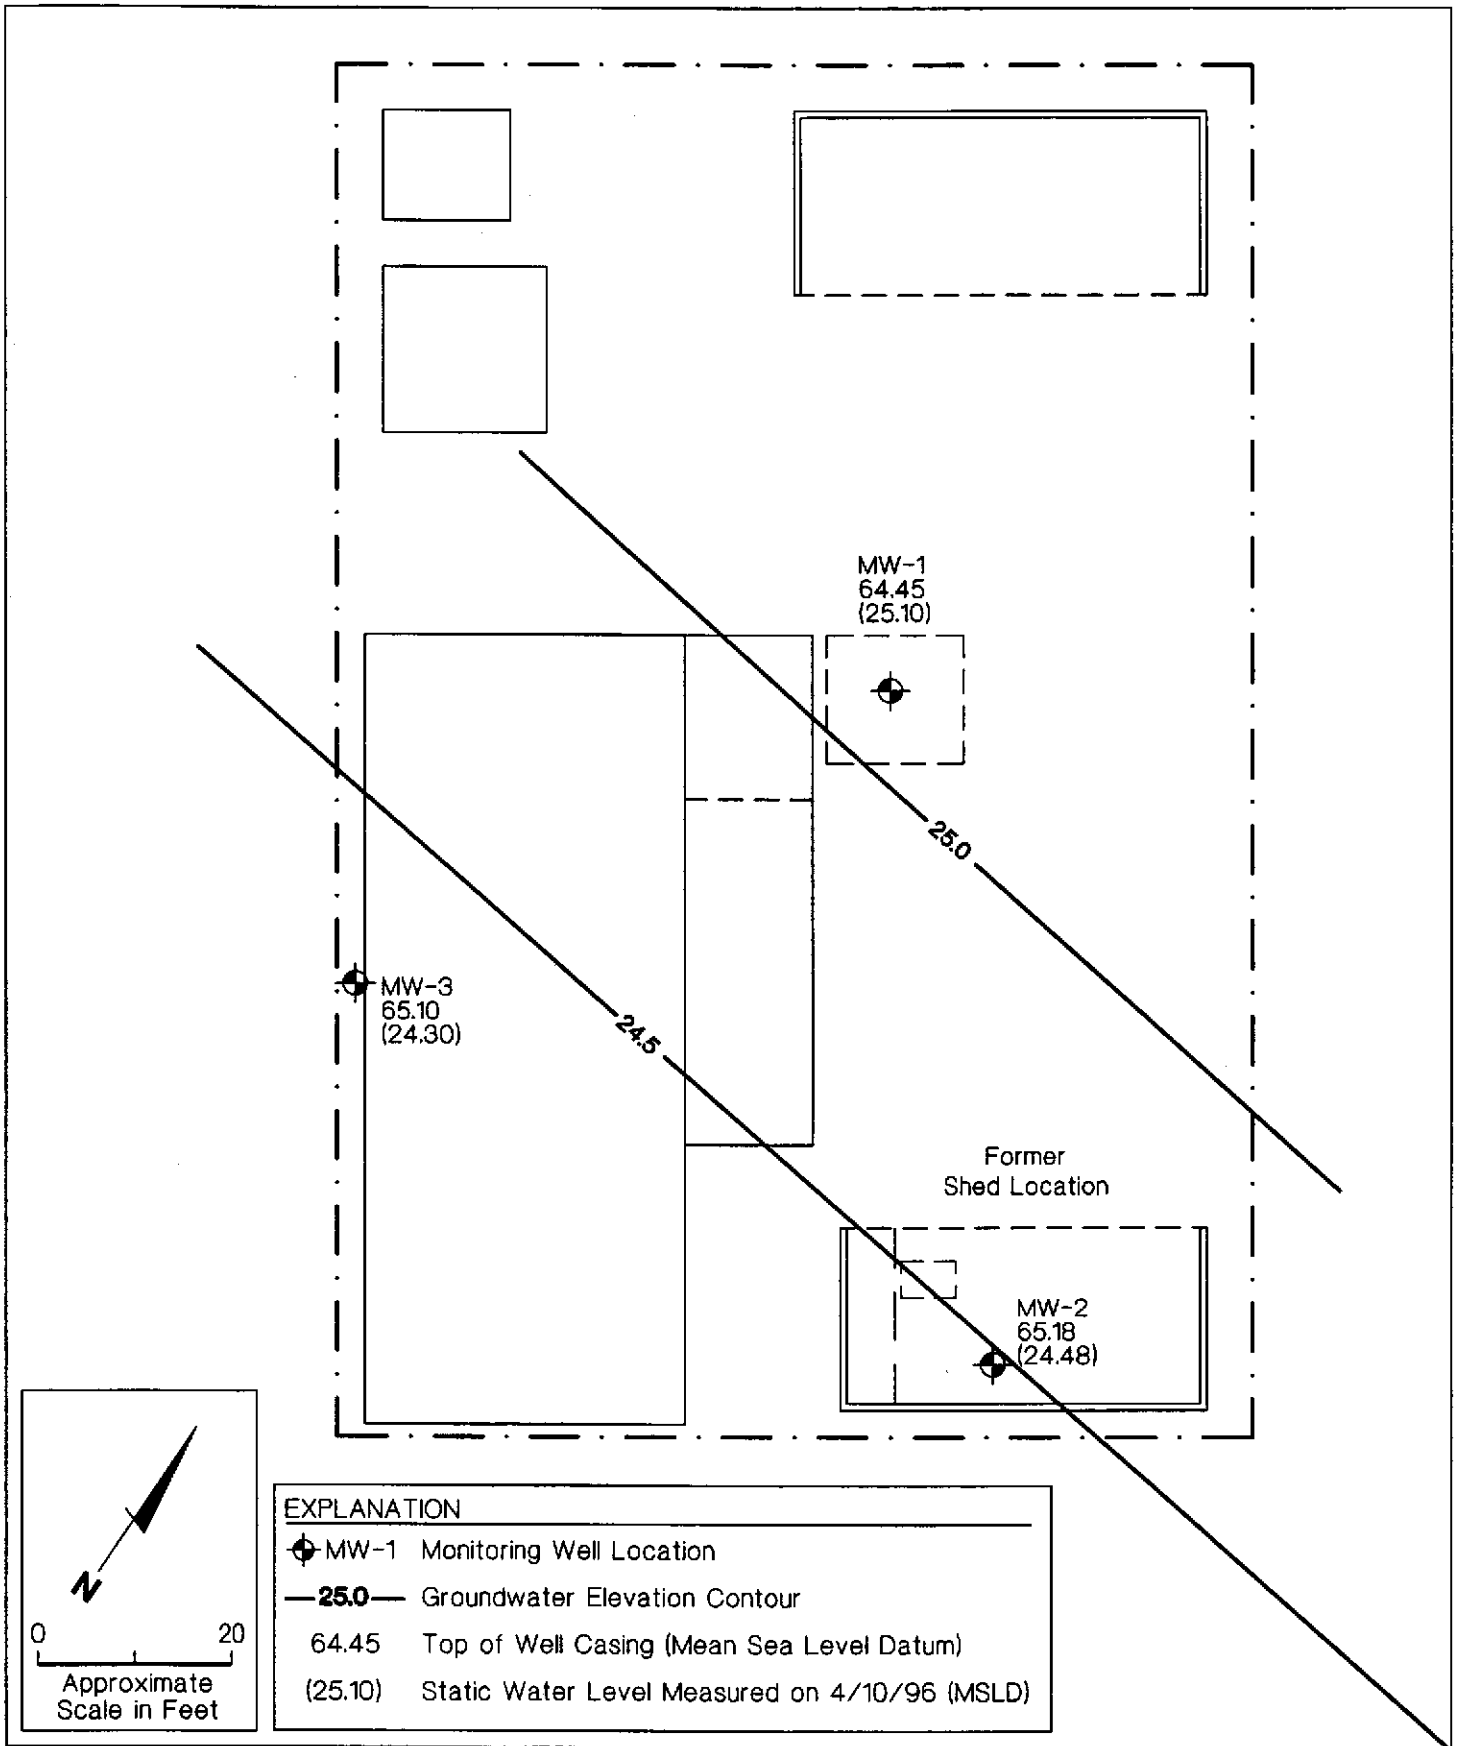 MW-1
64.45
(25.10)
25.0
MW-3
65.10
(24.30)
24.5
Former
Shed Location
MW-2
65.18
(24.48)
N
0 20
Approximate
Scale in Feet
EXPLANATION
MW-1 Monitoring Well Location
25.0 Groundwater Elevation Contour
64.45 Top of Well Casing (Mean Sea Level Datum)
(25.10) Static Water Level Measured on 4/10/96 (MSLD)